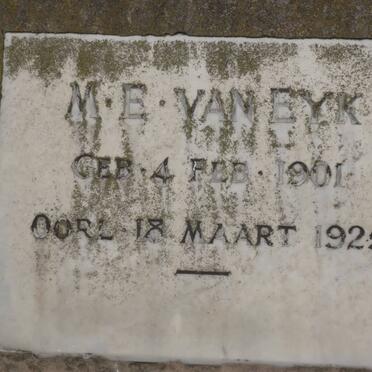 M·E·VAN EYK
GEB·4 FEB·1901
OORL·18 MAART